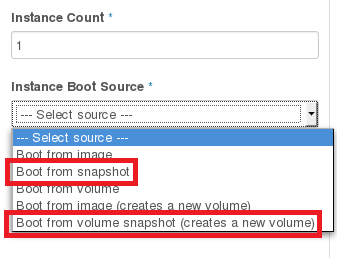 Instance Count *
1
Instance Boot Source *
--- Select source ---
--- Select source ---
Boot from image
Boot from snapshot
Boot from volume
Boot from image (creates a new volume)
Boot from volume snapshot (creates a new volume)